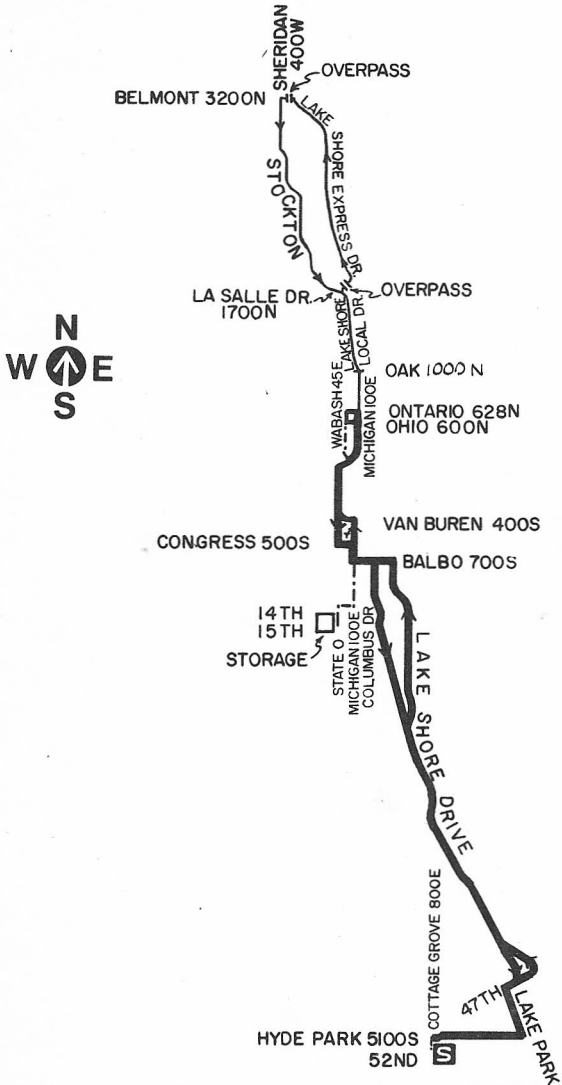 SHERIDAN
400W
OVERPASS
BELMONT 3200N
LAKE SHORE EXPRESS DR.
STOCKTON
LA SALLE DR.
1700N
OVERPASS
LAKE SHORE
LOCAL DR.
N
W E
S
OAK 1000 N
WABASH 45E
MICHIGAN 100E
ONTARIO 628N
OHIO 600N
VAN BUREN 400S
CONGRESS 500S
BALBO 700S
14TH
15TH
STORAGE
STATE 0
MICHIGAN 100E
COLUMBUS DR
LAKE SHORE DRIVE
COTTAGE GROVE 800E
47TH
LAKE PARK
HYDE PARK 5100S
52ND
S